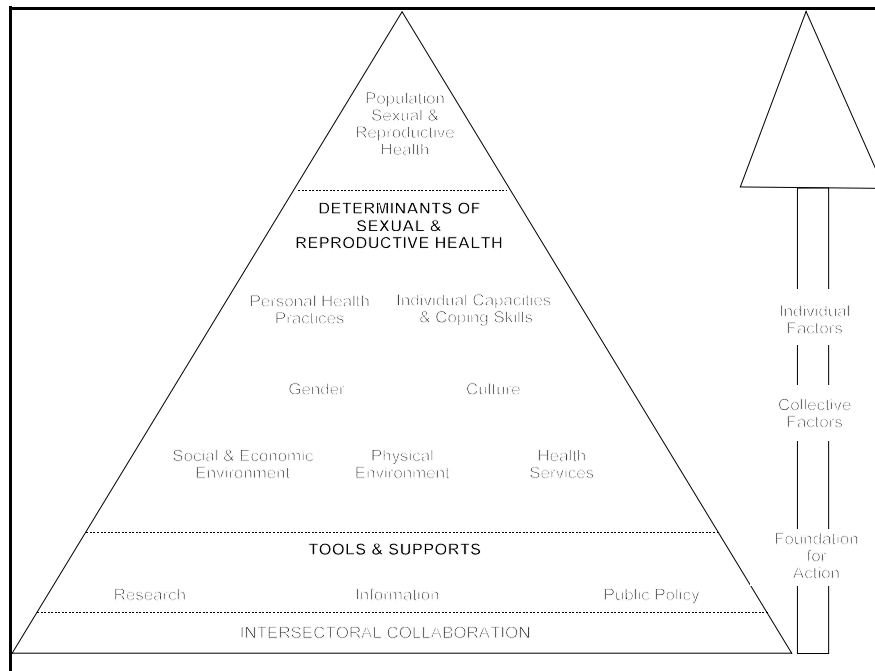 Population
Sexual &
Reproductive
Health
DETERMINANTS OF
SEXUAL &
REPRODUCTIVE HEALTH
Personal Health
Practices
Individual Capacities
& Coping Skills
Gender
Culture
Social & Economic
Environment
Physical
Environment
Health
Services
TOOLS & SUPPORTS
Research
Information
Public Policy
INTERSECTORAL COLLABORATION
Individual
Factors
Collective
Factors
Foundation
for
Action